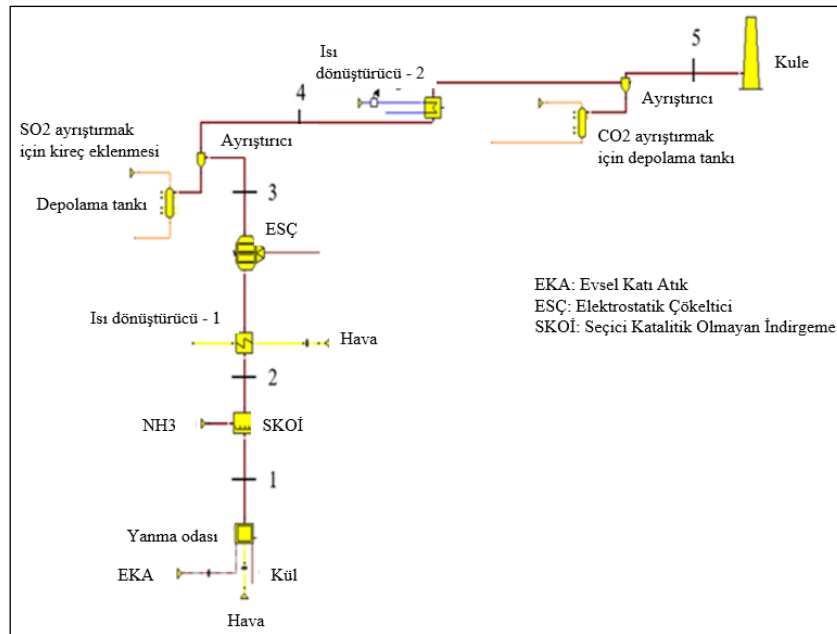 Isı
dönüştürücü - 2
5
Kule
4
Ayrıştırıcı
SO2 ayrıştırmak
için kireç eklenmesi
Ayrıştırıcı
CO2 ayrıştırmak
için depolama tankı
3
Depolama tankı
ESÇ
EKA: Evsel Katı Atık
ESÇ: Elektrostatik Çökeltici
SKOİ: Seçici Katalitik Olmayan İndirgeme
Isı dönüştürücü - 1
Hava
2
NH3
SKOİ
1
Yanma odası
EKA
Kül
Hava